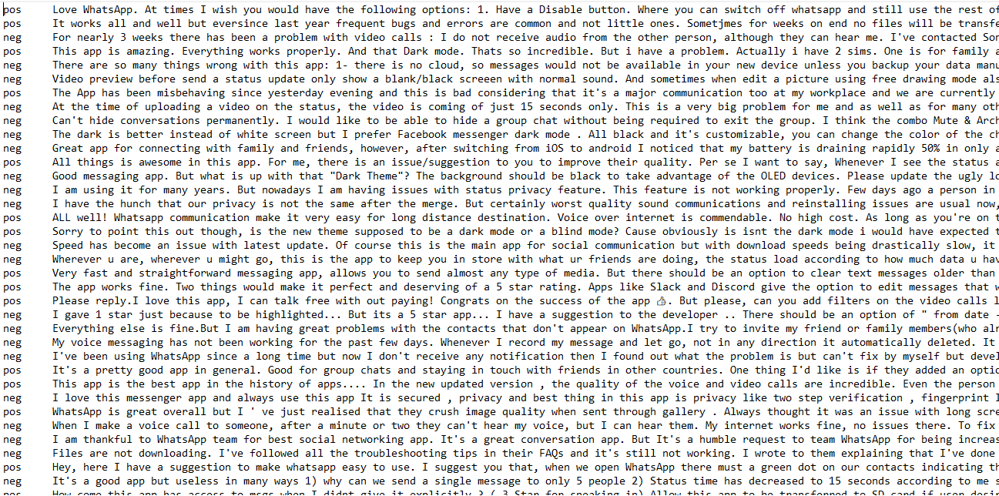 pos Love WhatsApp. At times I wish you would have the following options: 1. Have a Disable button. Where you can switch off whatsapp and still use the rest of
pos It works all and well but eversince last year frequent bugs and errors are common and not little ones. Sometjmes for weeks on end no files will be transfe
neg For nearly 3 weeks there has been a problem with video calls : I do not receive audio from the other person, although they can hear me. I've contacted Son
pos This app is amazing. Everything works properly. And that Dark mode. Thats so incredible. But i have a problem. Actually i have 2 sims. One is for family a
neg There are so many things wrong with this app: 1- there is no cloud, so messages would not be available in your new device unless you backup your data manu
neg Video preview before send a status update only show a blank/black screeen with normal sound. And sometimes when edit a picture using free drawing mode als
pos The App has been misbehaving since yesterday evening and this is bad considering that it's a major communication too at my workplace and we are currently
neg At the time of uploading a video on the status, the video is coming of just 15 seconds only. This is a very big problem for me and as well as for many oth
neg Can't hide conversations permanently. I would like to be able to hide a group chat without being required to exit the group. I think the combo Mute & Arch
neg The dark is better instead of white screen but I prefer Facebook messenger dark mode . All black and it's customizable, you can change the color of the ch
neg Great app for connecting with family and friends, however, after switching from iOS to android I noticed that my battery is draining rapidly 50% in only a
pos All things is awesome in this app. For me, there is an issue/suggestion to you to improve their quality. Per se I want to say, Whenever I see the status a
neg Good messaging app. But what is up with that "Dark Theme"? The background should be black to take advantage of the OLED devices. Please update the ugly lo
neg I am using it for many years. But nowadays I am having issues with status privacy feature. This feature is not working properly. Few days ago a person in
neg I have the hunch that our privacy is not the same after the merge. But certainly worst quality sound communications and reinstalling issues are usual now,
pos ALL well! Whatsapp communication make it very easy for long distance destination. Voice over internet is commendable. No high cost. As long as you're on t
pos Sorry to point this out though, is the new theme supposed to be a dark mode or a blind mode? Cause obviously is isnt the dark mode i would have expected t
neg Speed has become an issue with latest update. Of course this is the main app for social communication but with download speeds being drastically slow, it
neg Wherever u are, wherever u might go, this is the app to keep you in store with what ur friends are doing, the status load according to how much data u hav
pos Very fast and straightforward messaging app, allows you to send almost any type of media. But there should be an option to clear text messages older than
pos The app works fine. Two things would make it perfect and deserving of a 5 star rating. Apps like Slack and Discord give the option to edit messages that w
pos Please reply.I love this app, I can talk free with out paying! Congrats on the success of the app 👍. But please, can you add filters on the video calls l
neg I gave 1 star just because to be highlighted... But its a 5 star app... I have a suggestion to the developer .. There should be an option of " from date -
neg Everything else is fine.But I am having great problems with the contacts that don't appear on WhatsApp.I try to invite my friend or family members(who alr
neg My voice messaging has not been working for the past few days. Whenever I record my message and let go, not in any direction it automatically deleted. It
neg I've been using WhatsApp since a long time but now I don't receive any notification then I found out what the problem is but can't fix by myself but devel
pos It's a pretty good app in general. Good for group chats and staying in touch with friends in other countries. One thing I'd like is if they added an optio
pos This app is the best app in the history of apps.... In the new updated version , the quality of the voice and video calls are incredible. Even the person
neg I love this messenger app and always use this app It is secured , privacy and best thing in this app is privacy like two step verification , fingerprint I
pos WhatsApp is great overall but I ' ve just realised that they crush image quality when sent through gallery . Always thought it was an issue with long scre
neg When I make a voice call to someone, after a minute or two they can't hear my voice, but I can hear them. My internet works fine, no issues there. To fix
neg I am thankful to WhatsApp team for best social networking app. It's a great conversation app. But It's a humble request to team WhatsApp for being increas
neg Files are not downloading. I've followed all the troubleshooting tips in their FAQs and it's still not working. I wrote to them explaining that I've done
pos Hey, here I have a suggestion to make whatsapp easy to use. I suggest you that, when we open WhatsApp there must a green dot on our contacts indicating th
neg It's a good app but useless in many ways 1) why can we send a single message to only 5 people 2) Status time has decreased to 15 seconds according to me s
pos How come this app has access to msgs when I didnt give it explicitly ? ( 3 Star for speaking in) Allow this app to be transferred to SD card if user desir